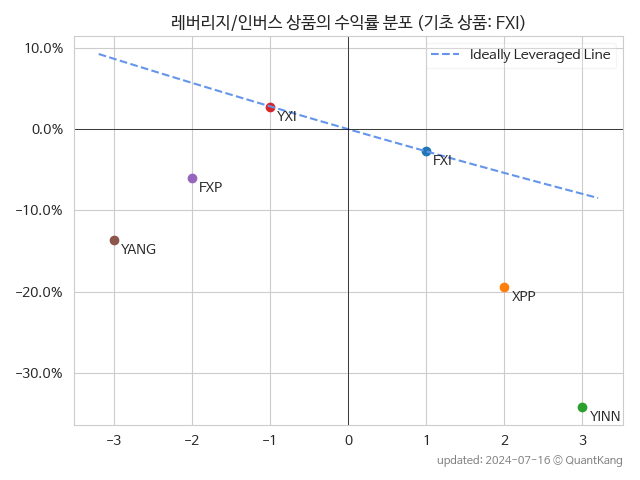 레버리지/인버스 상품의 수익률 분포 (기초 상품: FXI)
10.0%
Ideally Leveraged Line
YXI
0.0%
FXI
FXP
-10.0%
YANG
-20.0%
XPP
-30.0%
YINN
-3
-2
-1
0
1
2
3
updated: 2024-07-16 © QuantKang